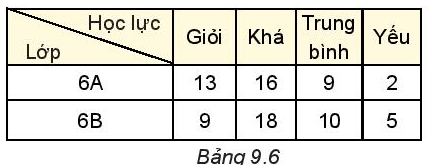 Học lực Giỏi Khá Trung bình Yếu
Lớp
6A 13 16 9 2
6B 9 18 10 5
Bảng 9.6